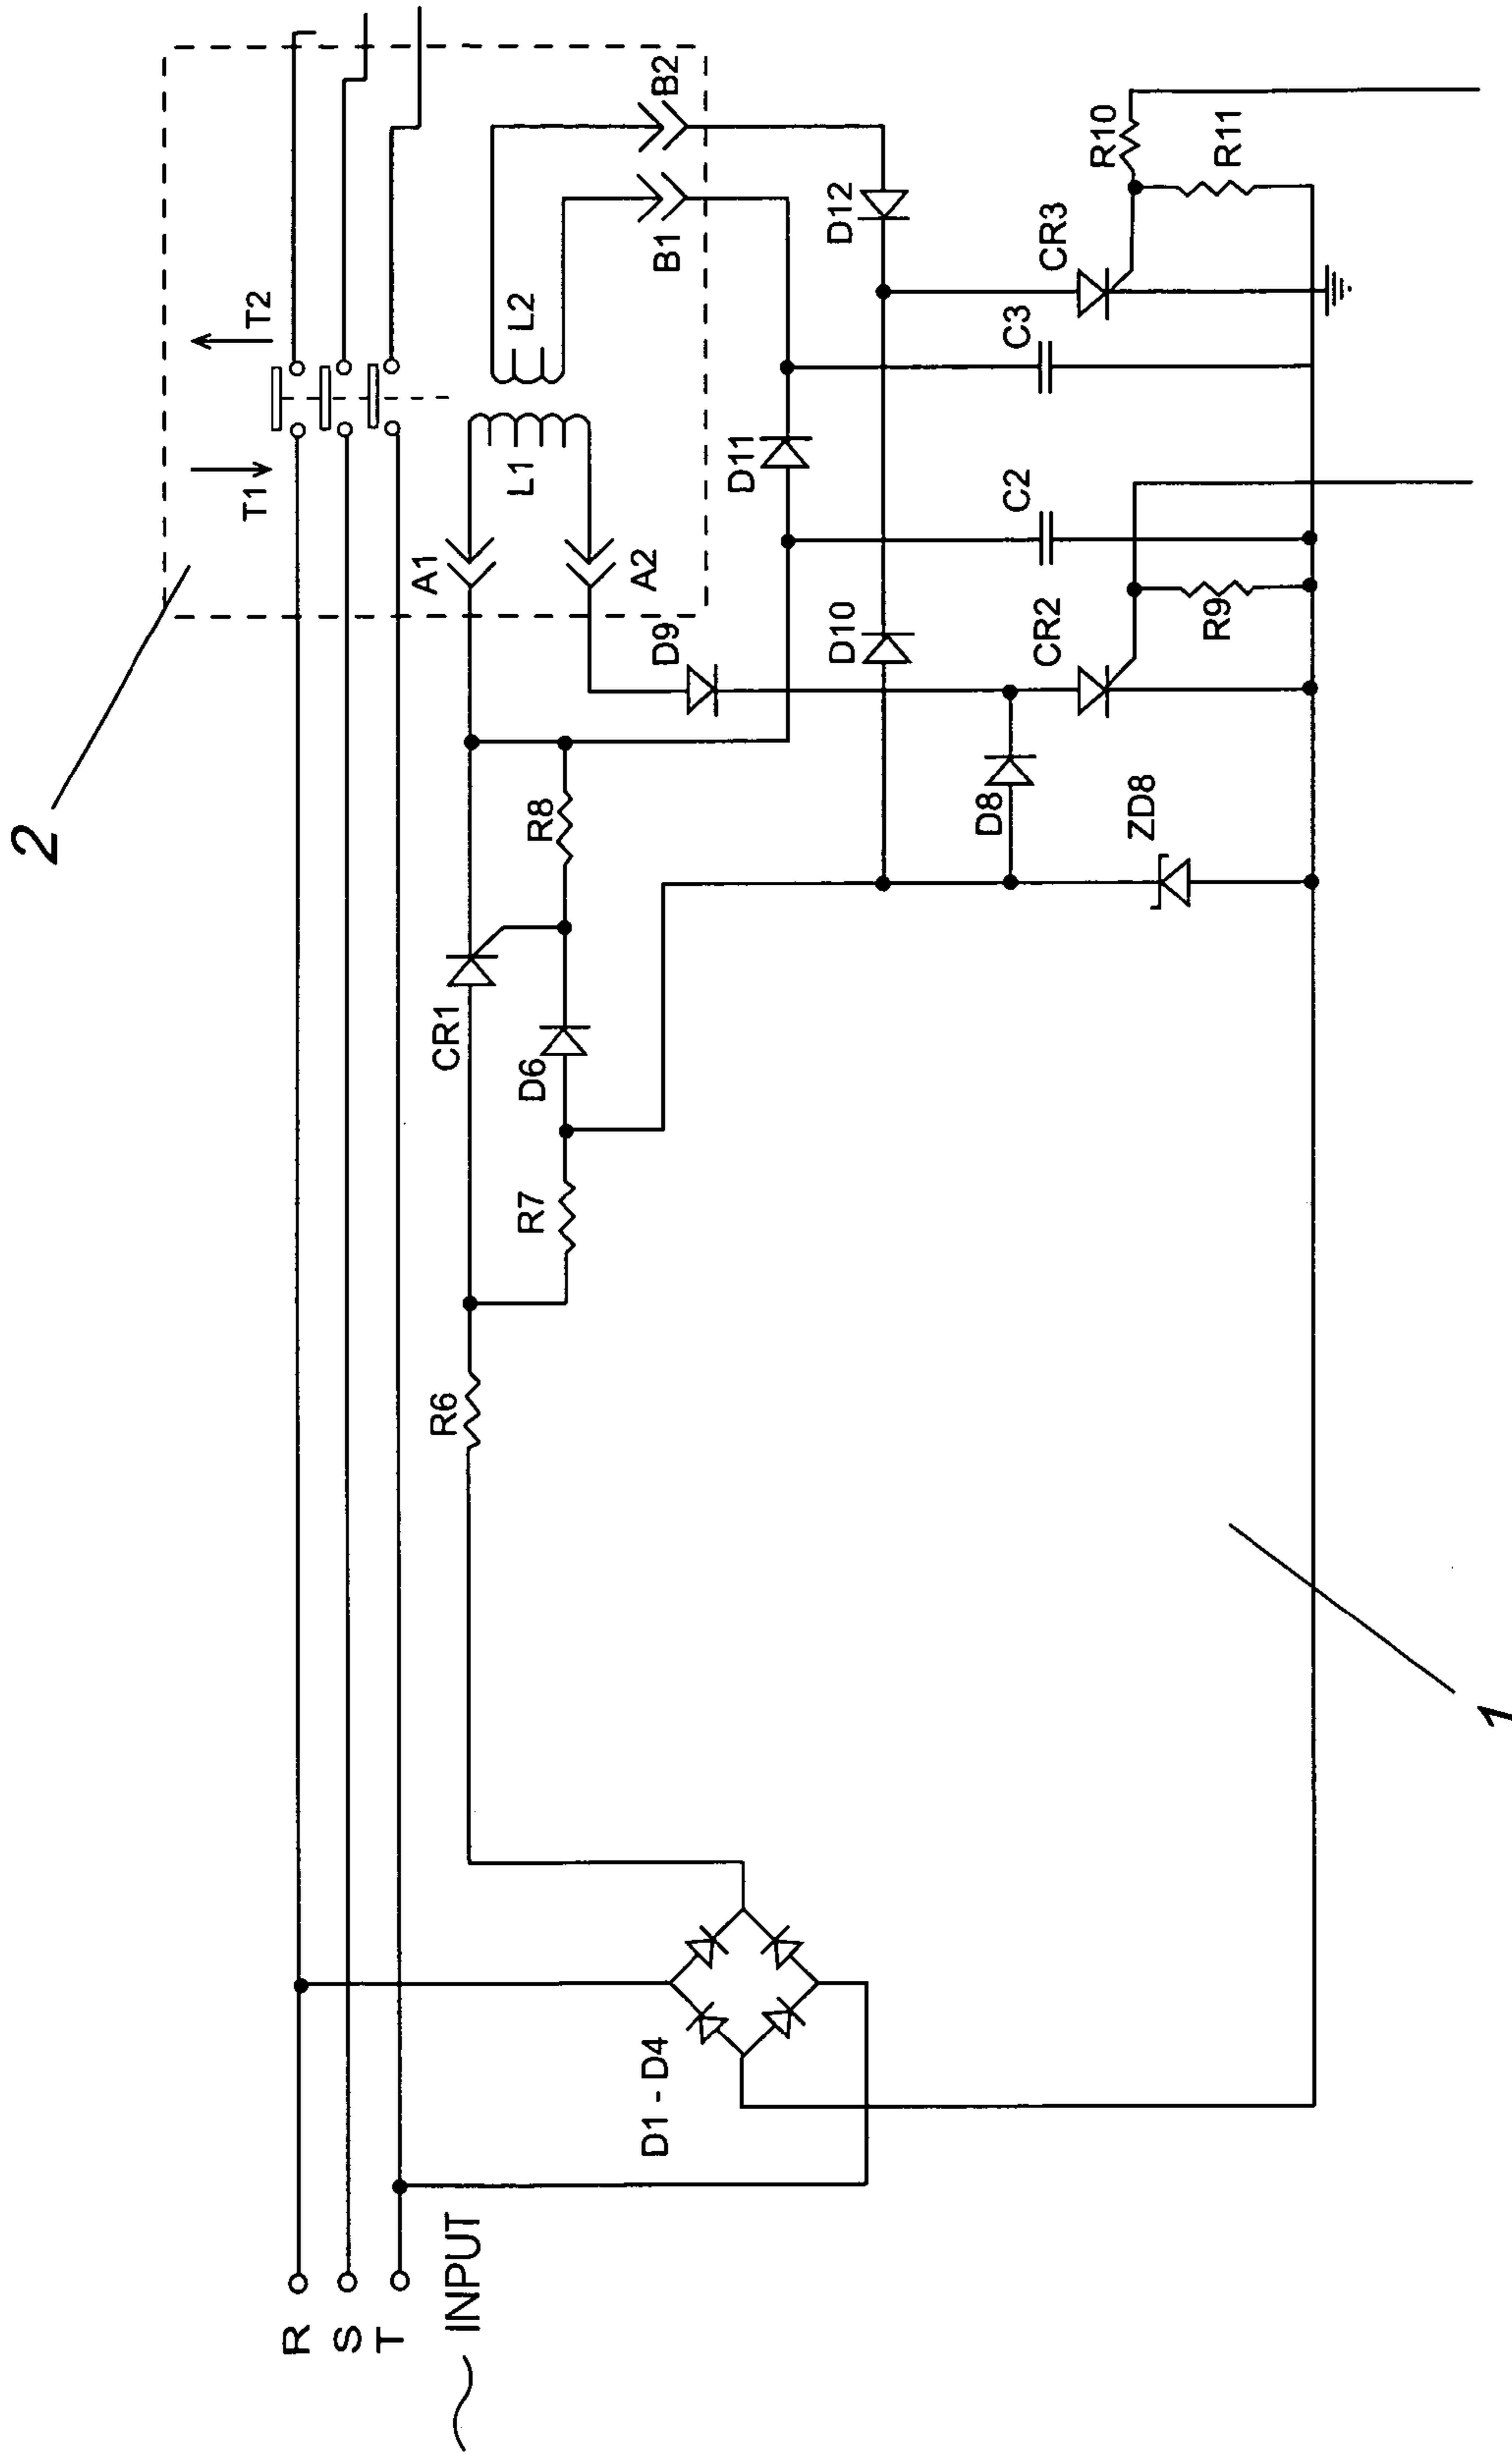 2
T1
T2
R
S
T
INPUT
A1
A2
L1
L2
B1
B2
CR1
D6
R6
R7
R8
D9
D11
D12
D10
C2
C3
CR2
CR3
R9
R10
R11
D8
ZD8
D1 - D4
1